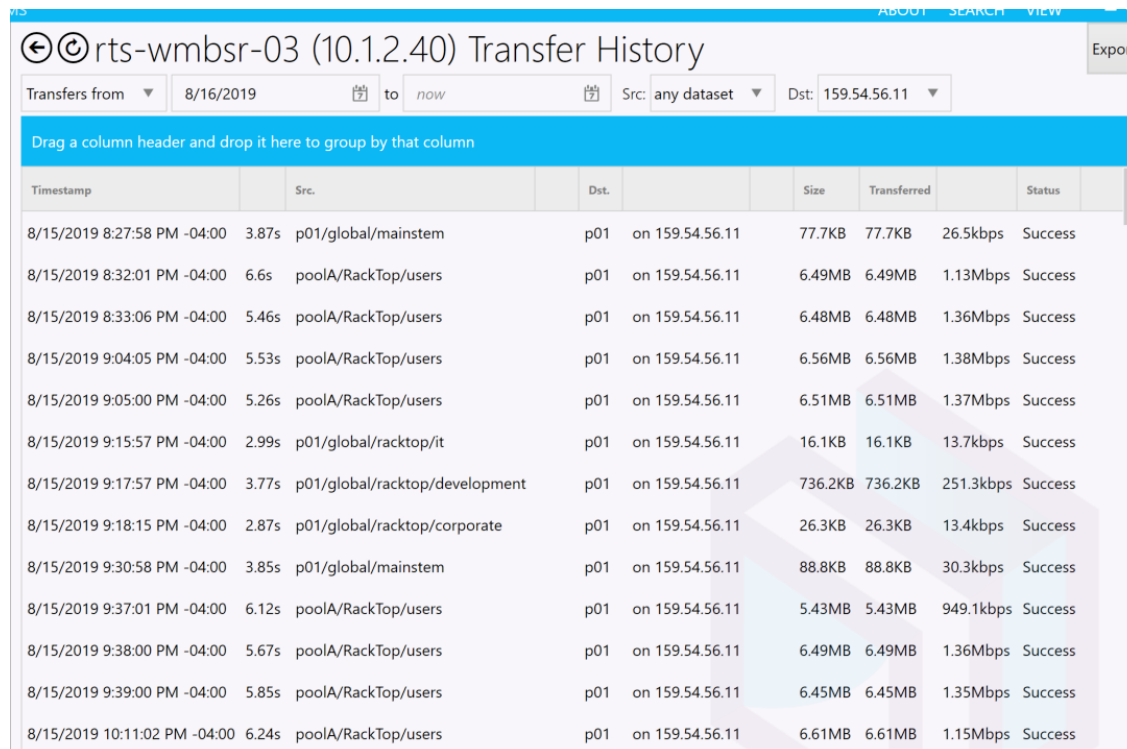 MS ABOUT SEARCH VIEW
rts-wmbsr-03 (10.1.2.40) Transfer History
Expor
Transfers from 8/16/2019 to now Src: any dataset Dst: 159.54.56.11
Drag a column header and drop it here to group by that column
Timestamp Src. Dst. Size Transferred Status
8/15/2019 8:27:58 PM -04:00 3.87s p01/global/mainstem p01 on 159.54.56.11 77.7KB 77.7KB 26.5kbps Success
8/15/2019 8:32:01 PM -04:00 6.6s poolA/RackTop/users p01 on 159.54.56.11 6.49MB 6.49MB 1.13Mbps Success
8/15/2019 8:33:06 PM -04:00 5.46s poolA/RackTop/users p01 on 159.54.56.11 6.48MB 6.48MB 1.36Mbps Success
8/15/2019 9:04:05 PM -04:00 5.53s poolA/RackTop/users p01 on 159.54.56.11 6.56MB 6.56MB 1.38Mbps Success
8/15/2019 9:05:00 PM -04:00 5.26s poolA/RackTop/users p01 on 159.54.56.11 6.51MB 6.51MB 1.37Mbps Success
8/15/2019 9:15:57 PM -04:00 2.99s p01/global/racktop/it p01 on 159.54.56.11 16.1KB 16.1KB 13.7kbps Success
8/15/2019 9:17:57 PM -04:00 3.77s p01/global/racktop/development p01 on 159.54.56.11 736.2KB 736.2KB 251.3kbps Success
8/15/2019 9:18:15 PM -04:00 2.87s p01/global/racktop/corporate p01 on 159.54.56.11 26.3KB 26.3KB 13.4kbps Success
8/15/2019 9:30:58 PM -04:00 3.85s p01/global/mainstem p01 on 159.54.56.11 88.8KB 88.8KB 30.3kbps Success
8/15/2019 9:37:01 PM -04:00 6.12s poolA/RackTop/users p01 on 159.54.56.11 5.43MB 5.43MB 949.1kbps Success
8/15/2019 9:38:00 PM -04:00 5.67s poolA/RackTop/users p01 on 159.54.56.11 6.49MB 6.49MB 1.36Mbps Success
8/15/2019 9:39:00 PM -04:00 5.85s poolA/RackTop/users p01 on 159.54.56.11 6.45MB 6.45MB 1.35Mbps Success
8/15/2019 10:11:02 PM -04:00 6.24s poolA/RackTop/users p01 on 159.54.56.11 6.61MB 6.61MB 1.15Mbps Success